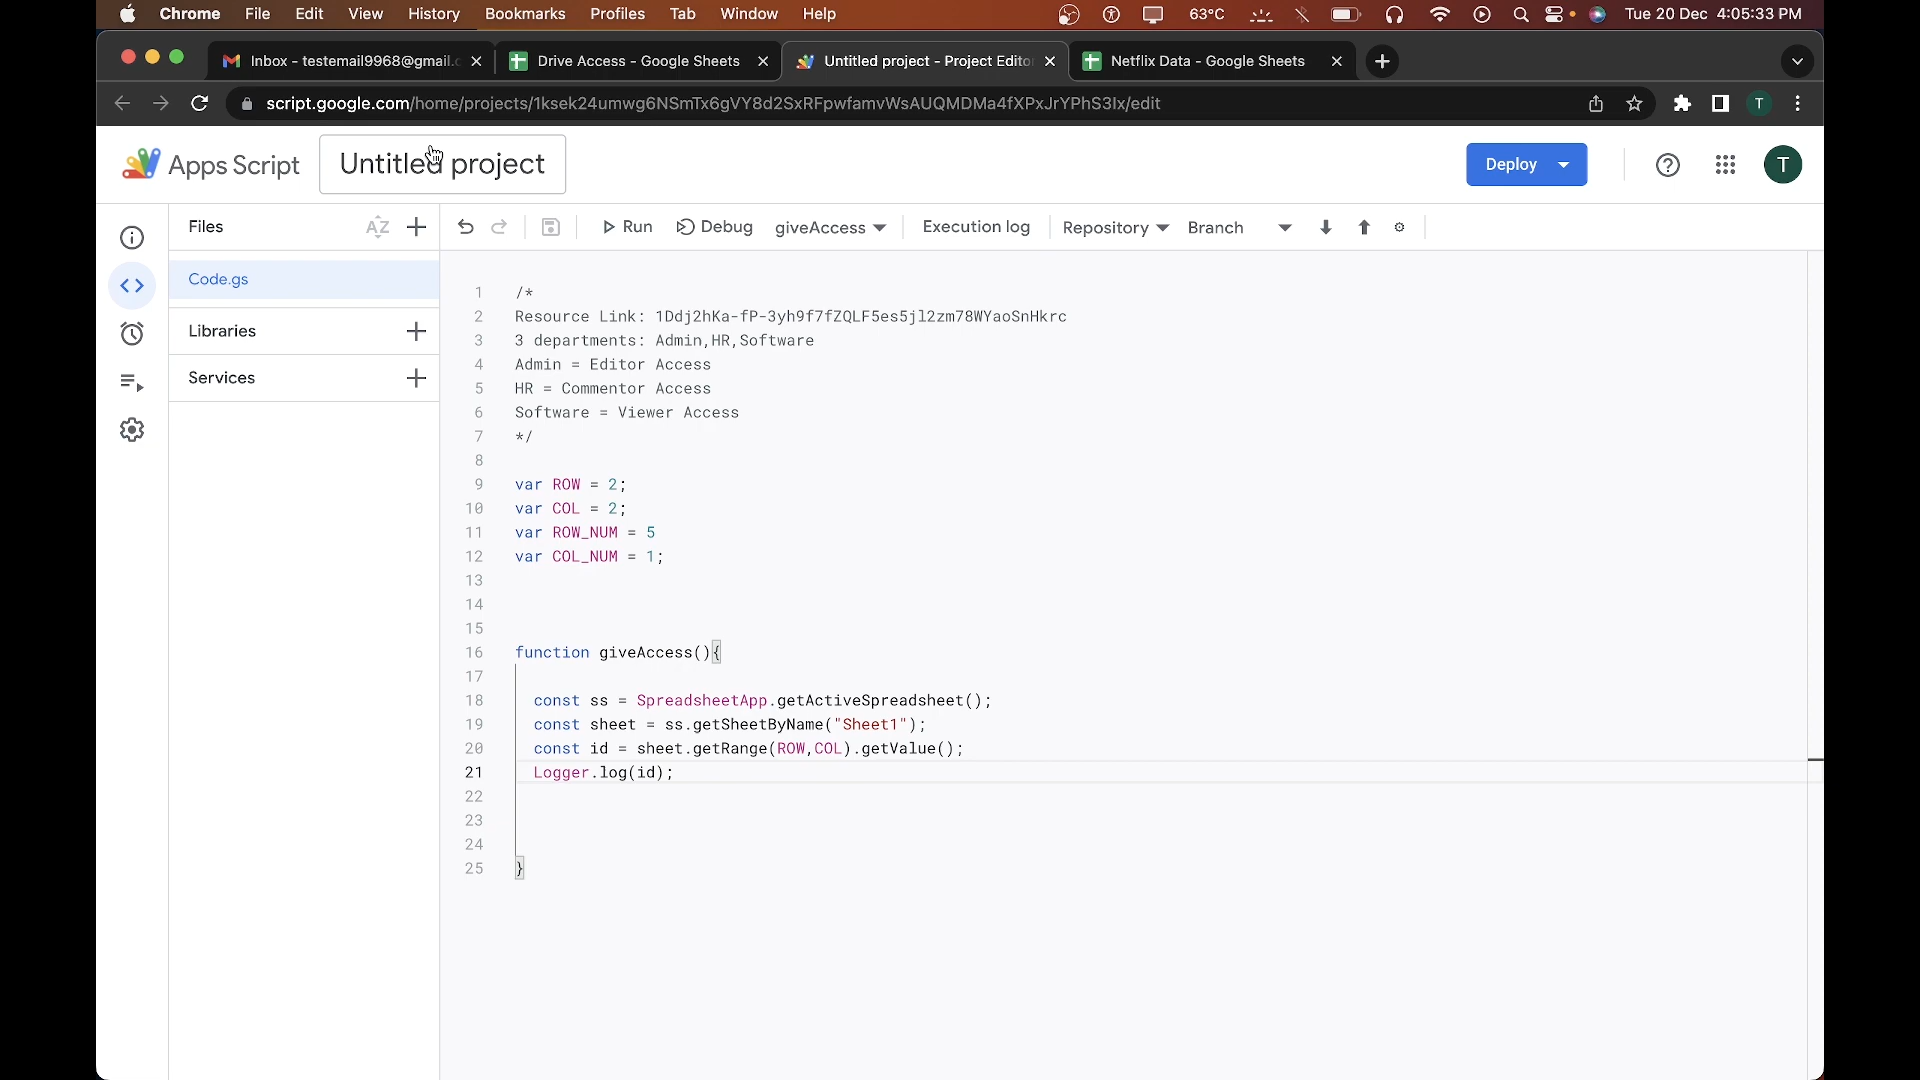 Chrome File Edit View History Bookmarks Profiles Tab Window Help 63°C Tue 20 Dec 4:05:33 PM
Inbox - testemail9968@gmail.c Drive Access - Google Sheets Untitled project - Project Editor Netflix Data - Google Sheets
script.google.com/home/projects/1ksek24umwg6NSmTx6gVY8d2SxRFpwfamvWsAUQMDMa4fXPxJrYPhS3Ix/edit T
Apps Script Untitled project Deploy T
Files AZ Run Debug giveAccess Execution log Repository Branch
Code.gs
Libraries
Services
1 /*
2 Resource Link: 1Ddj2hKa-fP-3yh9f7fZQLF5es5jl2zm78WYaoSnHkrc
3 3 departments: Admin,HR,Software
4 Admin = Editor Access
5 HR = Commentor Access
6 Software = Viewer Access
7 */
8
9 var ROW = 2;
10 var COL = 2;
11 var ROW_NUM = 5
12 var COL_NUM = 1;
13
14
15
16 function giveAccess(){
17
18 const ss = SpreadsheetApp.getActiveSpreadsheet();
19 const sheet = ss.getSheetByName("Sheet1");
20 const id = sheet.getRange(ROW,COL).getValue();
21 Logger.log(id);
22
23
24
25 }